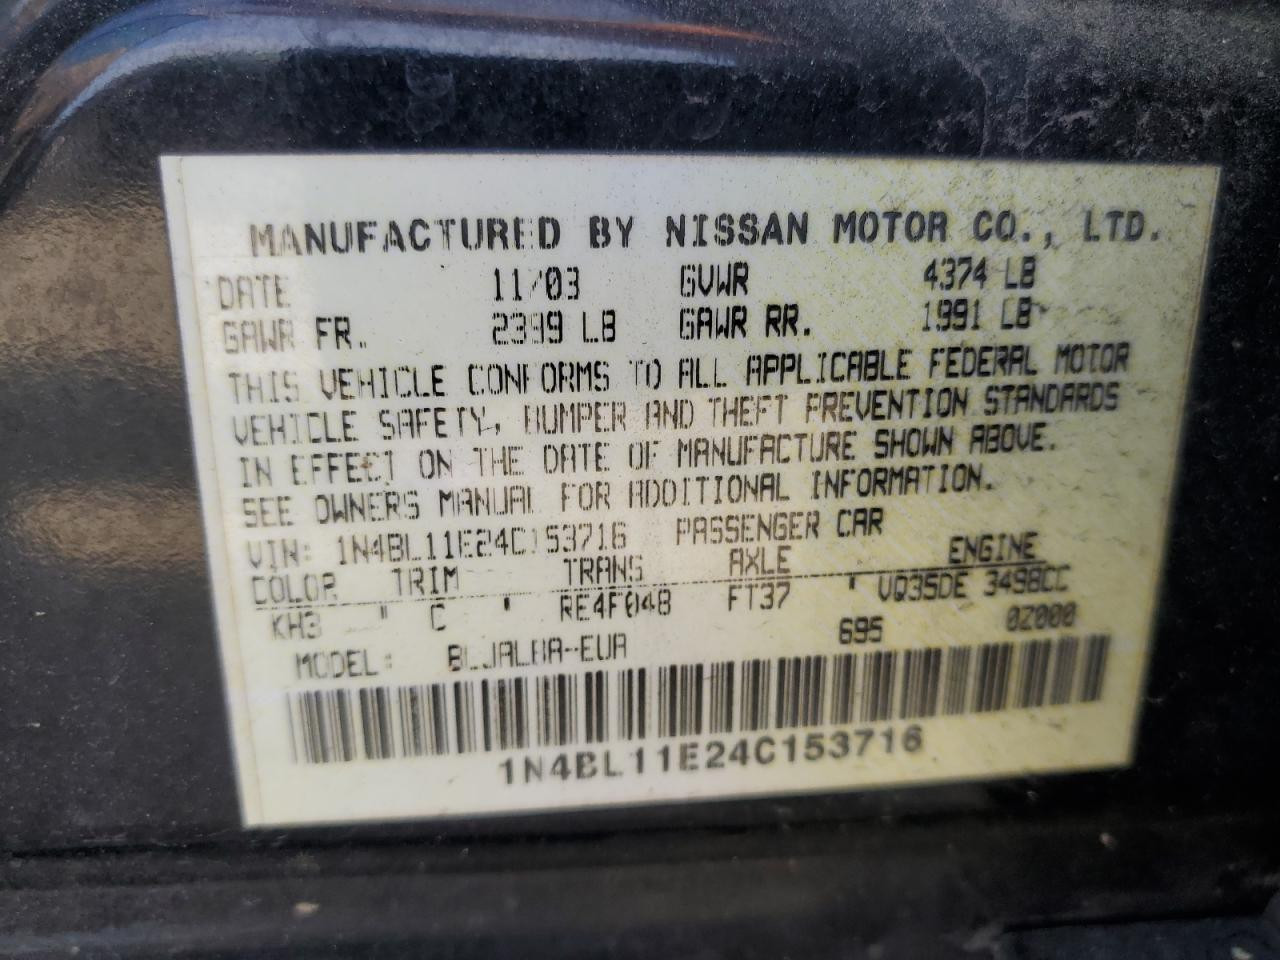 MANUFACTURED BY NISSAN MOTOR CO., LTD.
DATE 11/03 GVWR 4374 LB
GAWR FR. 2399 LB GAWR RR. 1991 LB
THIS VEHICLE CONFORMS TO ALL APPLICABLE FEDERAL MOTOR
VEHICLE SAFETY, BUMPER AND THEFT PREVENTION STANDARDS
IN EFFECT ON THE DATE OF MANUFACTURE SHOWN ABOVE.
SEE OWNERS MANUAL FOR ADDITIONAL INFORMATION.
VIN: 1N4BL11E24C153716 PASSENGER CAR
COLOR TRIM TRANS AXLE ENGINE
KH3 " C " RE4F04B FT37 " VQ35DE 3498CC
MODEL: BLJALBA-EUA 695 0Z000
1N4BL11E24C153716